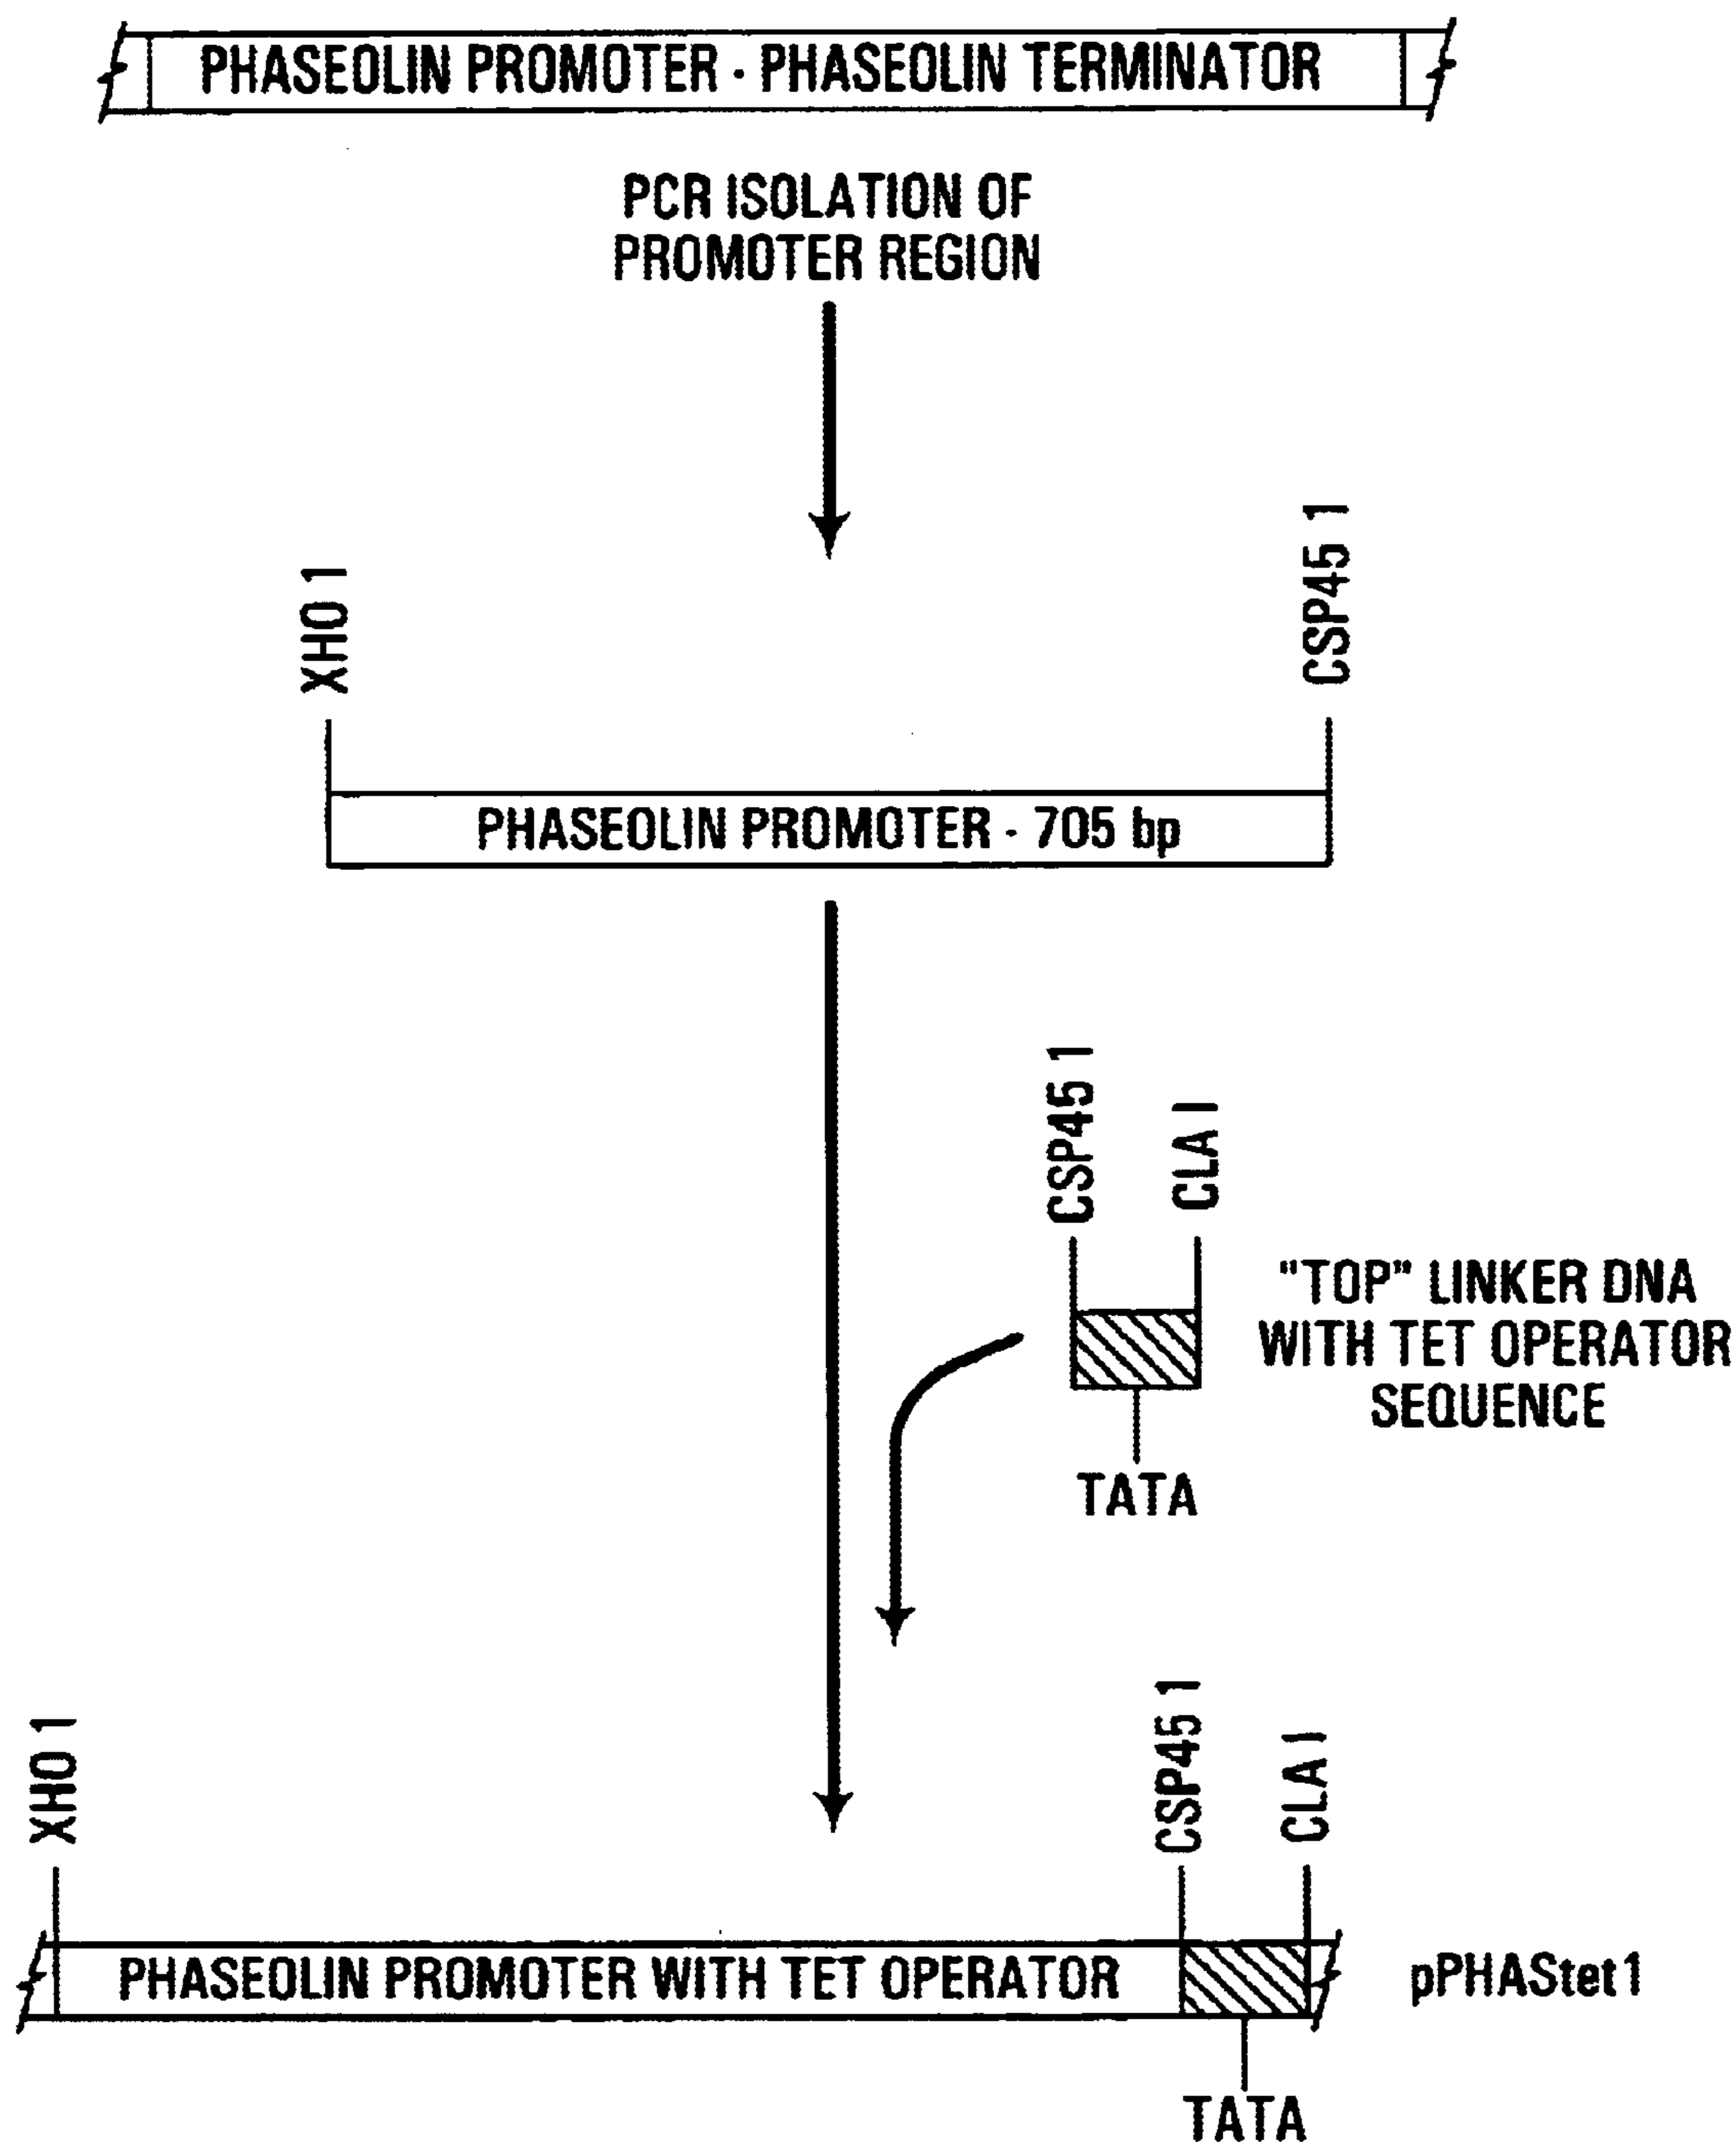 PHASEOLIN PROMOTER - PHASEOLIN TERMINATOR
PCR ISOLATION OF
PROMOTER REGION
XHO 1
CSP45 1
PHASEOLIN PROMOTER - 705 bp
CSP45 1
CLA I
"TOP" LINKER DNA
WITH TET OPERATOR
SEQUENCE
TATA
XHO 1
CSP45 1
CLA I
PHASEOLIN PROMOTER WITH TET OPERATOR
pPHAStet1
TATA